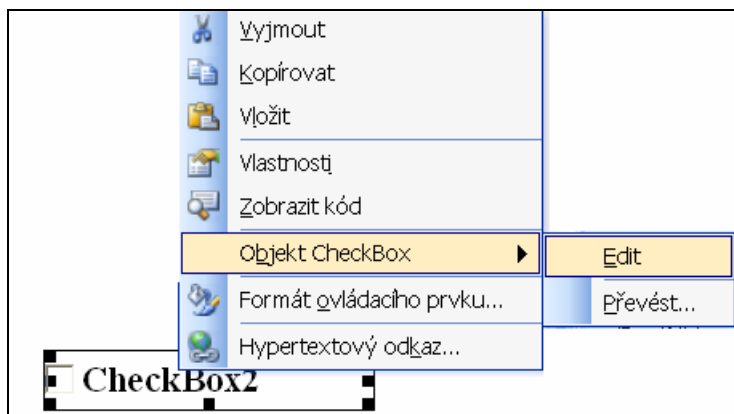 Vyjmout
Kopírovat
Vložit
Vlastnosti
Zobrazit kód
Objekt CheckBox
Edit
Formát ovládacího prvku...
Převést...
Hypertextový odkaz...
CheckBox2